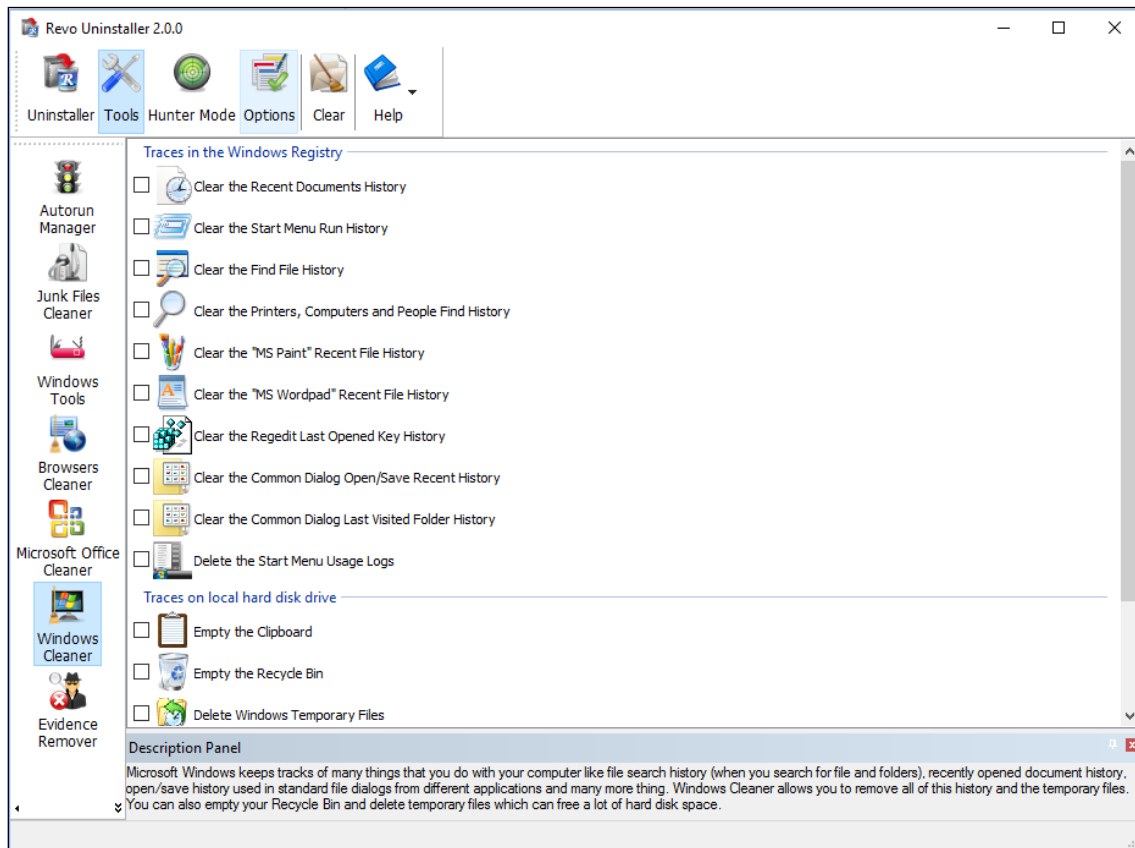 Revo Uninstaller 2.0.0
Uninstaller Tools Hunter Mode Options Clear Help
Autorun
Manager
Junk Files
Cleaner
Windows
Tools
Browsers
Cleaner
Microsoft Office
Cleaner
Windows
Cleaner
Evidence
Remover
Traces in the Windows Registry
Clear the Recent Documents History
Clear the Start Menu Run History
Clear the Find File History
Clear the Printers, Computers and People Find History
Clear the "MS Paint" Recent File History
Clear the "MS Wordpad" Recent File History
Clear the Regedit Last Opened Key History
Clear the Common Dialog Open/Save Recent History
Clear the Common Dialog Last Visited Folder History
Delete the Start Menu Usage Logs
Traces on local hard disk drive
Empty the Clipboard
Empty the Recycle Bin
Delete Windows Temporary Files
Description Panel
Microsoft Windows keeps tracks of many things that you do with your computer like file search history (when you search for file and folders), recently opened document history,
open/save history used in standard file dialogs from different applications and many more thing. Windows Cleaner allows you to remove all of this history and the temporary files.
You can also empty your Recycle Bin and delete temporary files which can free a lot of hard disk space.